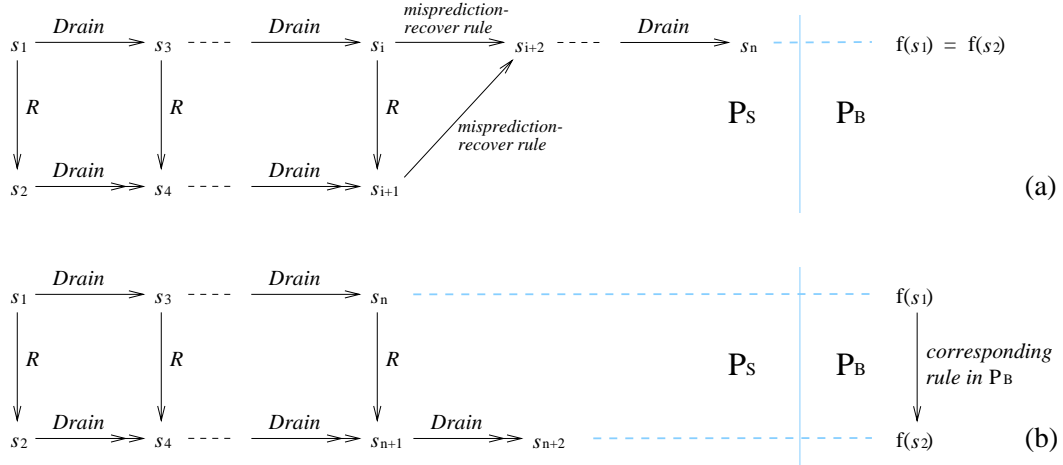 misprediction-
recover rule
Drain Drain Drain
s1 s3 si si+2 sn f(s1) = f(s2)
R R R
misprediction-
recover rule
PS PB
Drain Drain
s2 s4 si+1
(a)
Drain Drain
s1 s3 sn f(s1)
R R R PS PB corresponding
rule in PB
Drain Drain Drain
s2 s4 sn+1 sn+2 f(s2)
(b)